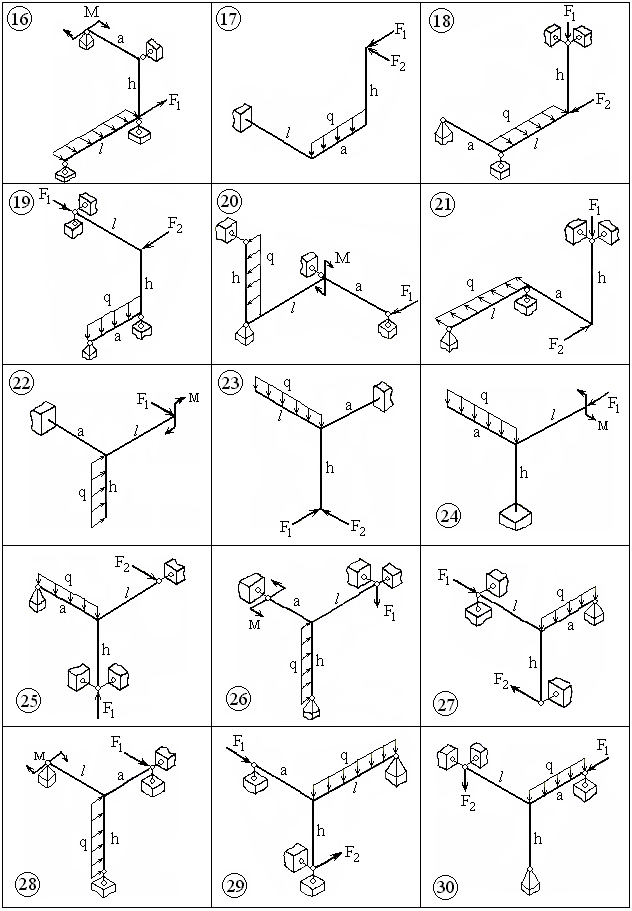 16 M a h F₁ q l
17 F₁ F₂ h l q a
18 F₁ h F₂ q a l
19 F₁ l F₂ h q a
20 M q h l a F₁
21 F₁ q h l a F₂
22 F₁ M a l q h
23 q l a h F₁ F₂
24 q a l F₁ M h
25 q a F₂ l h F₁
26 a l M F₁ q h
27 F₁ l q a h F₂
28 M l F₁ a q h
29 F₁ a q l h F₂
30 F₂ l q a F₁ h